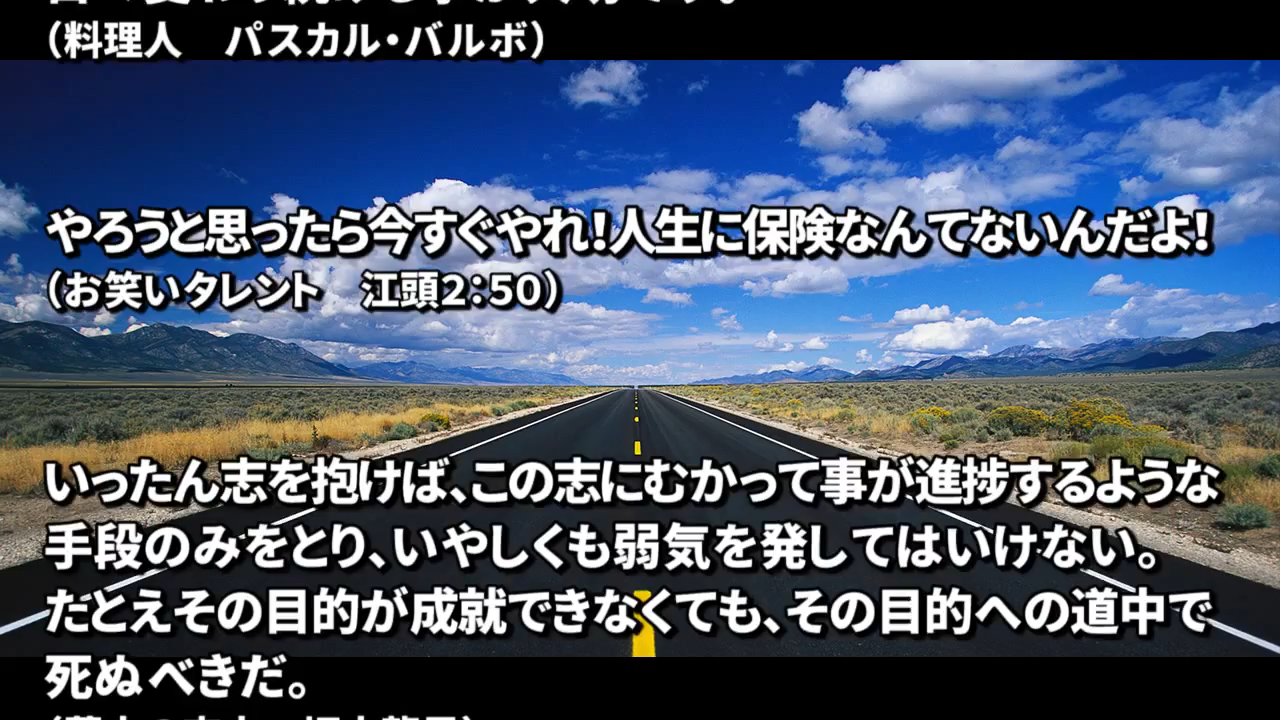 (料理人　パスカル・バルボ)
やろうと思ったら今すぐやれ!人生に保険なんてないんだよ!
(お笑いタレント　江頭2:50)
いったん志を抱けば、この志にむかって事が進捗するような
手段のみをとり、いやしくも弱気を発してはいけない。
たとえその目的が成就できなくても、その目的への道中で
死ぬべきだ。